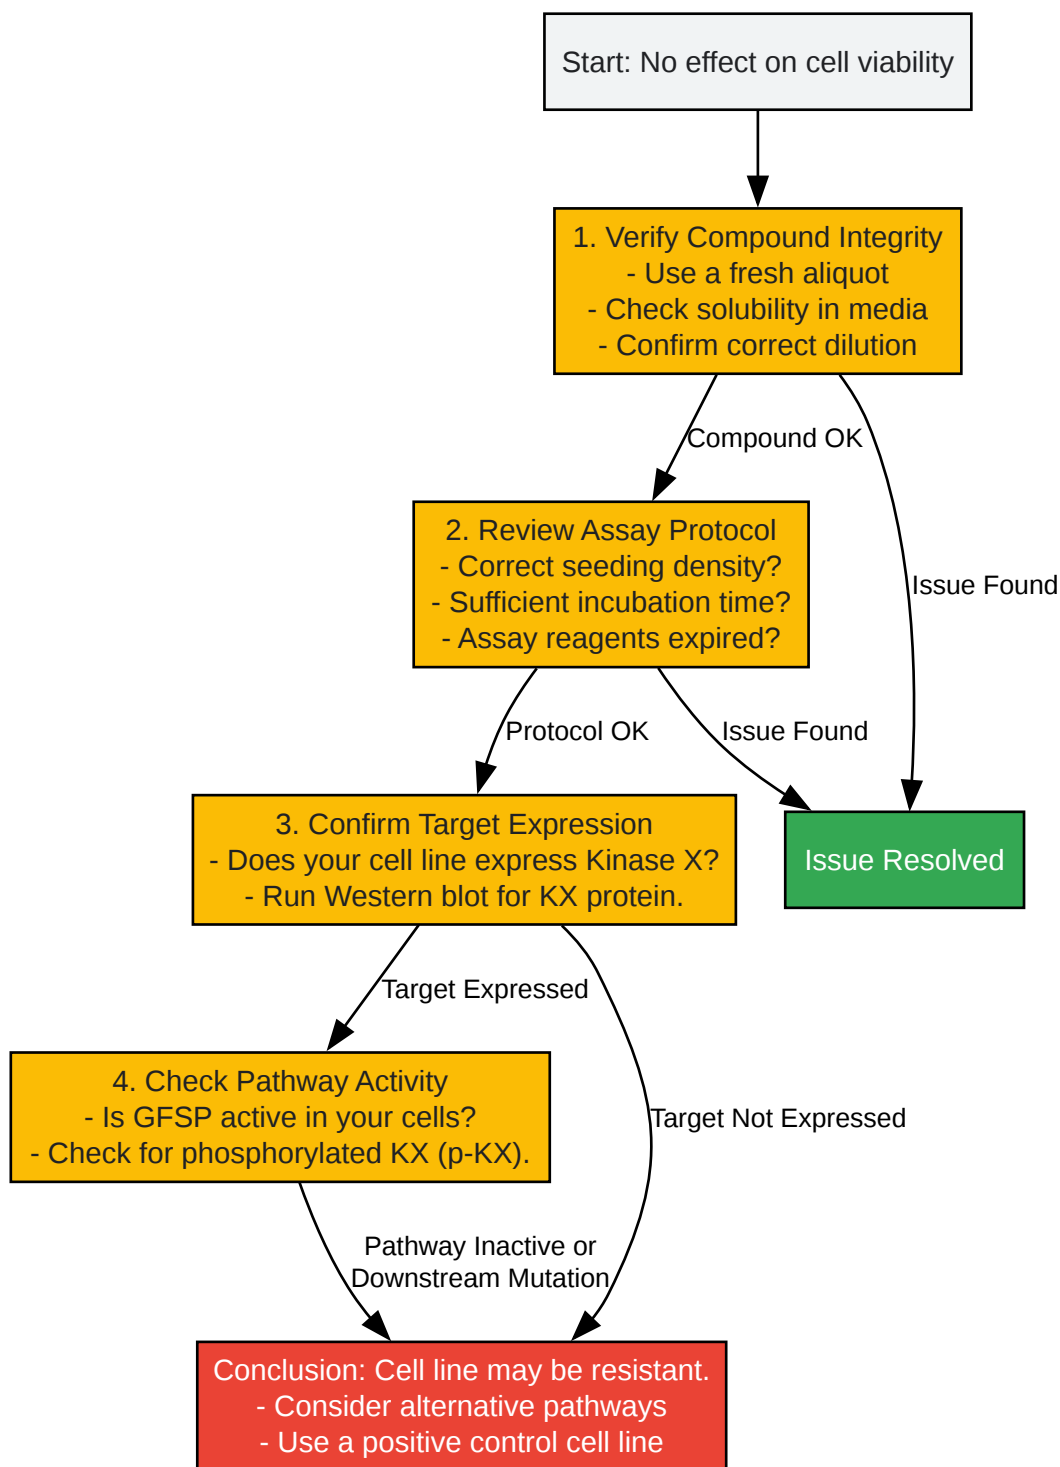 Start: No effect on cell viability
1. Verify Compound Integrity
- Use a fresh aliquot
- Check solubility in media
- Confirm correct dilution
Compound OK
Issue Found
2. Review Assay Protocol
- Correct seeding density?
- Sufficient incubation time?
- Assay reagents expired?
Protocol OK
Issue Found
3. Confirm Target Expression
- Does your cell line express Kinase X?
- Run Western blot for KX protein.
Issue Resolved
Target Expressed
Target Not Expressed
4. Check Pathway Activity
- Is GFSP active in your cells?
- Check for phosphorylated KX (p-KX).
Pathway Inactive or
Downstream Mutation
Conclusion: Cell line may be resistant.
- Consider alternative pathways
- Use a positive control cell line